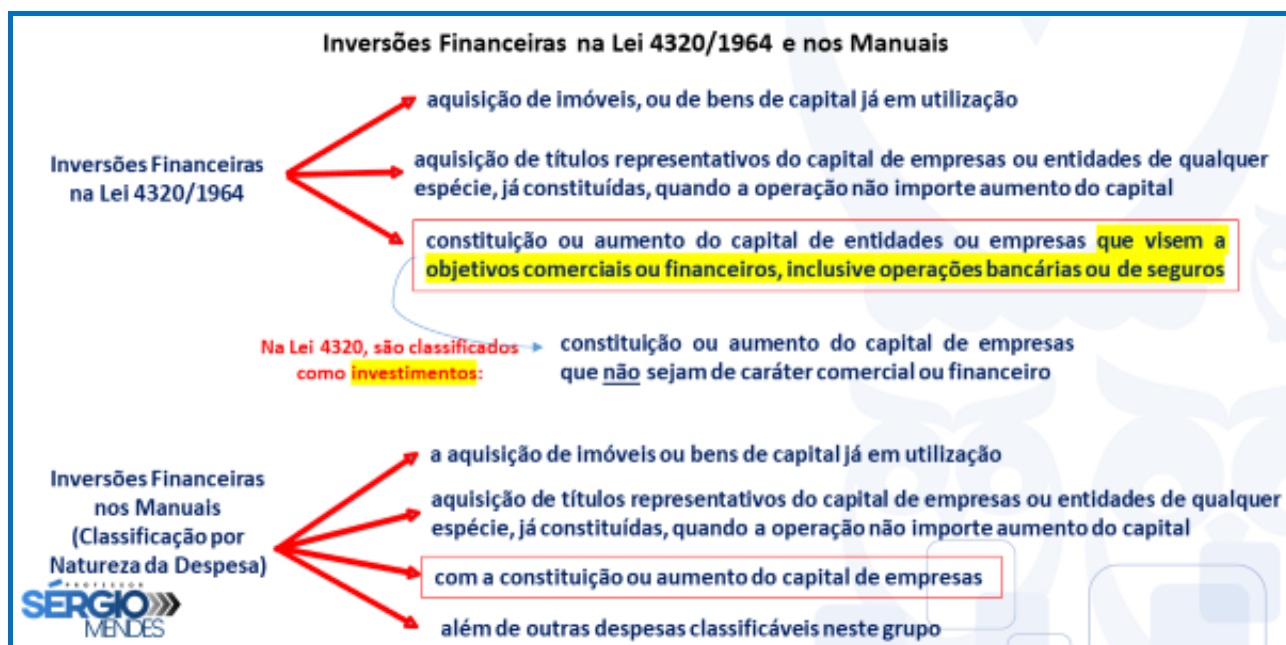 Inversões Financeiras na Lei 4320/1964 e nos Manuais
aquisição de imóveis, ou de bens de capital já em utilização
Inversões Financeiras
na Lei 4320/1964
aquisição de títulos representativos do capital de empresas ou entidades de qualquer
espécie, já constituídas, quando a operação não importe aumento do capital
constituição ou aumento do capital de entidades ou empresas que visem a
objetivos comerciais ou financeiros, inclusive operações bancárias ou de seguros
Na Lei 4320, são classificados
como investimentos:
constituição ou aumento do capital de empresas
que não sejam de caráter comercial ou financeiro
a aquisição de imóveis ou bens de capital já em utilização
Inversões Financeiras
nos Manuais
(Classificação por
Natureza da Despesa)
aquisição de títulos representativos do capital de empresas ou entidades de qualquer
espécie, já constituídas, quando a operação não importe aumento do capital
com a constituição ou aumento do capital de empresas
além de outras despesas classificáveis neste grupo
PROFESSOR
SÉRGIO
MENDES